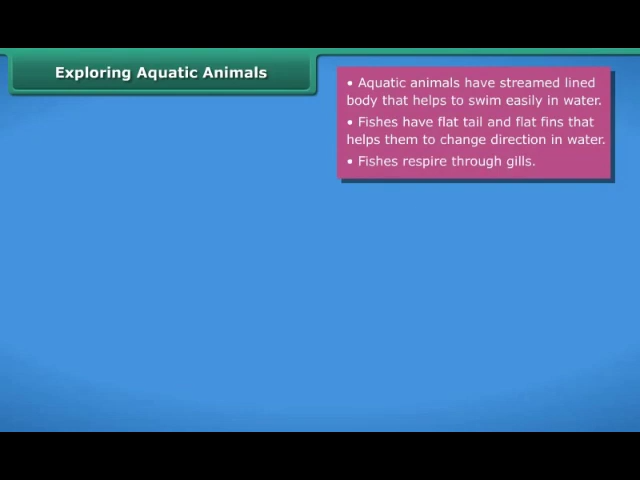 Exploring Aquatic Animals
• Aquatic animals have streamed lined
body that helps to swim easily in water.
• Fishes have flat tail and flat fins that
helps them to change direction in water.
• Fishes respire through gills.